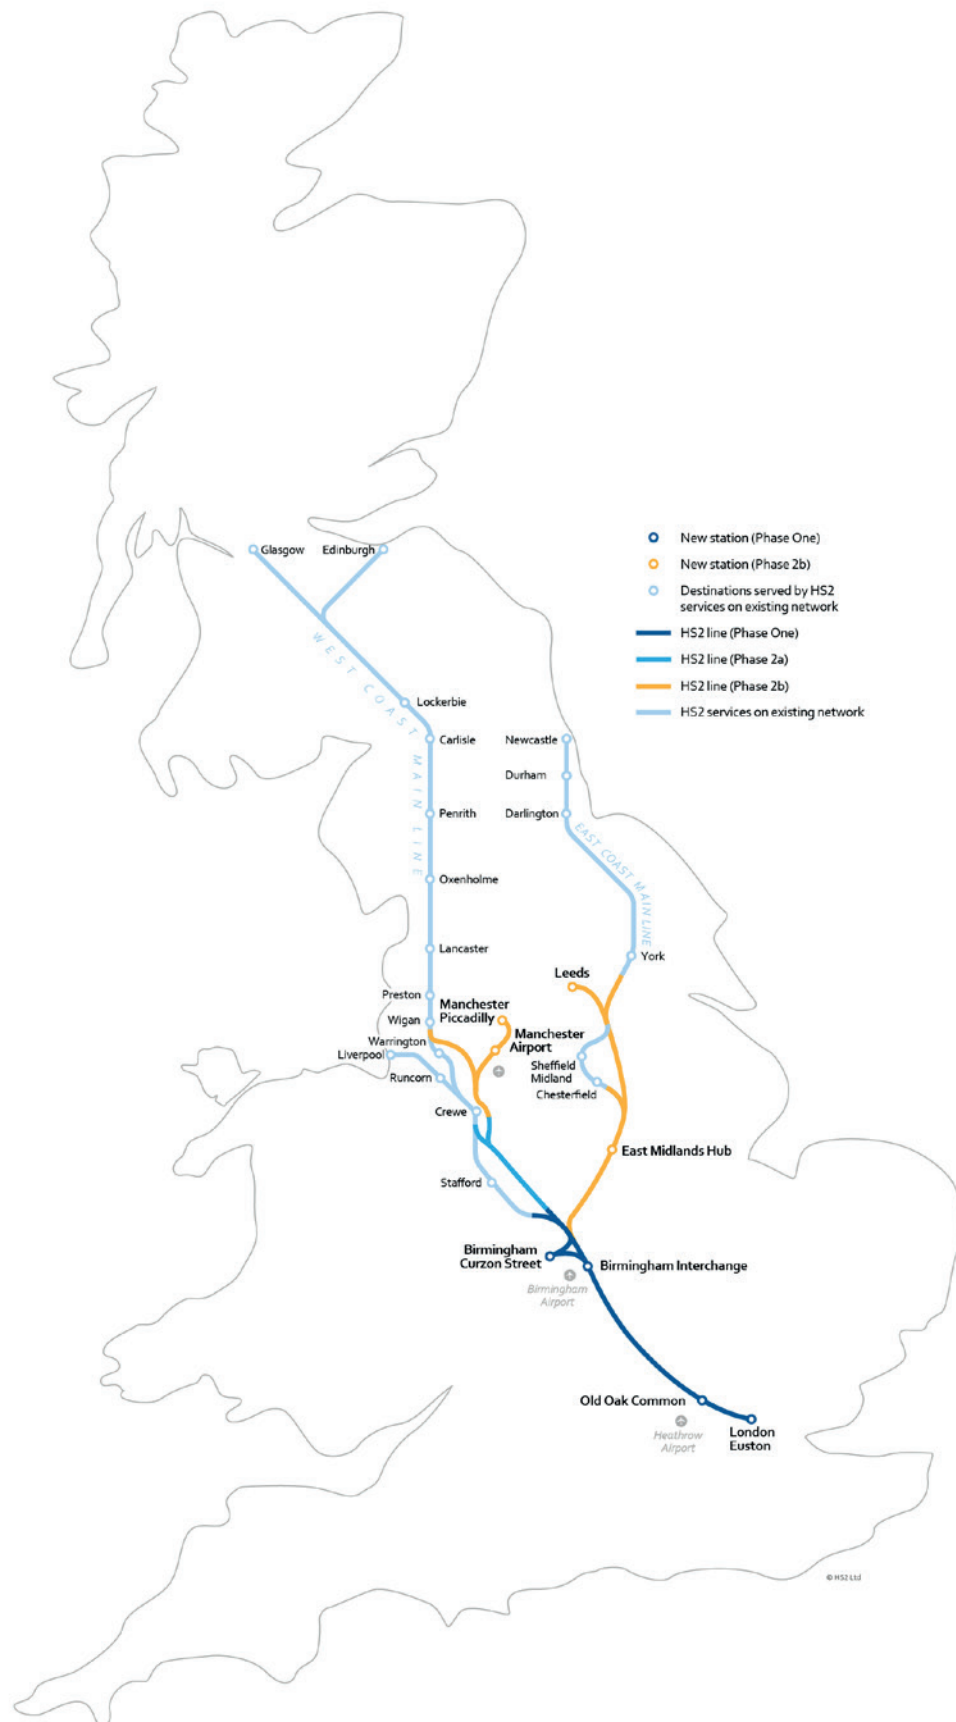 Glasgow
Edinburgh
New station (Phase One)
New station (Phase 2b)
Destinations served by HS2
services on existing network
HS2 line (Phase One)
HS2 line (Phase 2a)
HS2 line (Phase 2b)
HS2 services on existing network
WEST COAST MAIN LINE
Lockerbie
Carlisle
Newcastle
Durham
Penrith
Darlington
EAST COAST MAIN LINE
Oxenholme
Lancaster
York
Leeds
Preston
Manchester
Piccadilly
Wigan
Manchester
Airport
Warrington
Liverpool
Sheffield
Midland
Runcorn
Chesterfield
Crewe
East Midlands Hub
Stafford
Birmingham
Curzon Street
Birmingham Interchange
Birmingham
Airport
Old Oak Common
London
Euston
Heathrow
Airport
© HS2 Ltd